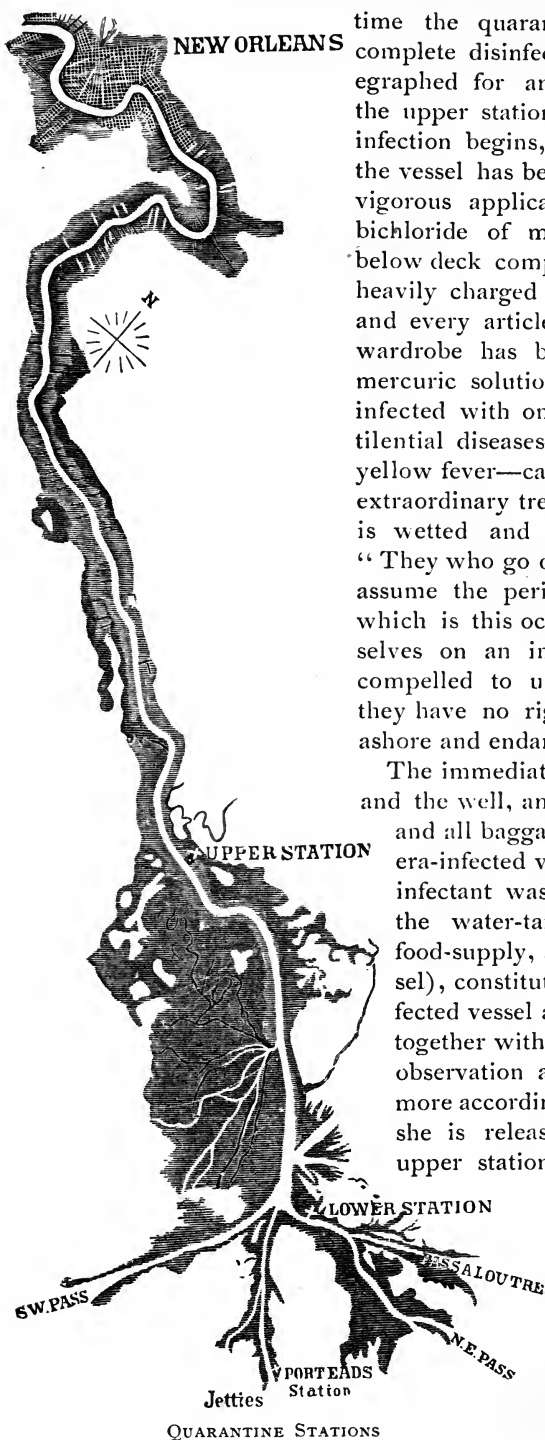 NEW ORLEANS
time the quaran
complete disinfec
egraphed for an
the upper station
infection begins,
the vessel has be
vigorous applica
bichloride of m
below deck comp
heavily charged
and every article
wardrobe has b
mercuric solutio
infected with on
tilential diseases
yellow fever—ca
extraordinary tre
is wetted and
“ They who go d
assume the peri
which is this oc
selves on an in
compelled to u
they have no rig
ashore and endan
The immediat
and the well, an
and all bagga
era-infected v
infectant was
the water-ta
food-supply, a
sel), constitut
fected vessel a
together with
observation a
more accordin
she is releas
upper station
N
UPPER STATION
LOWER STATION
PASS A LOUTRE
S.W. PASS
N.E. PASS
PORT EADS
Station
Jetties
QUARANTINE STATIONS